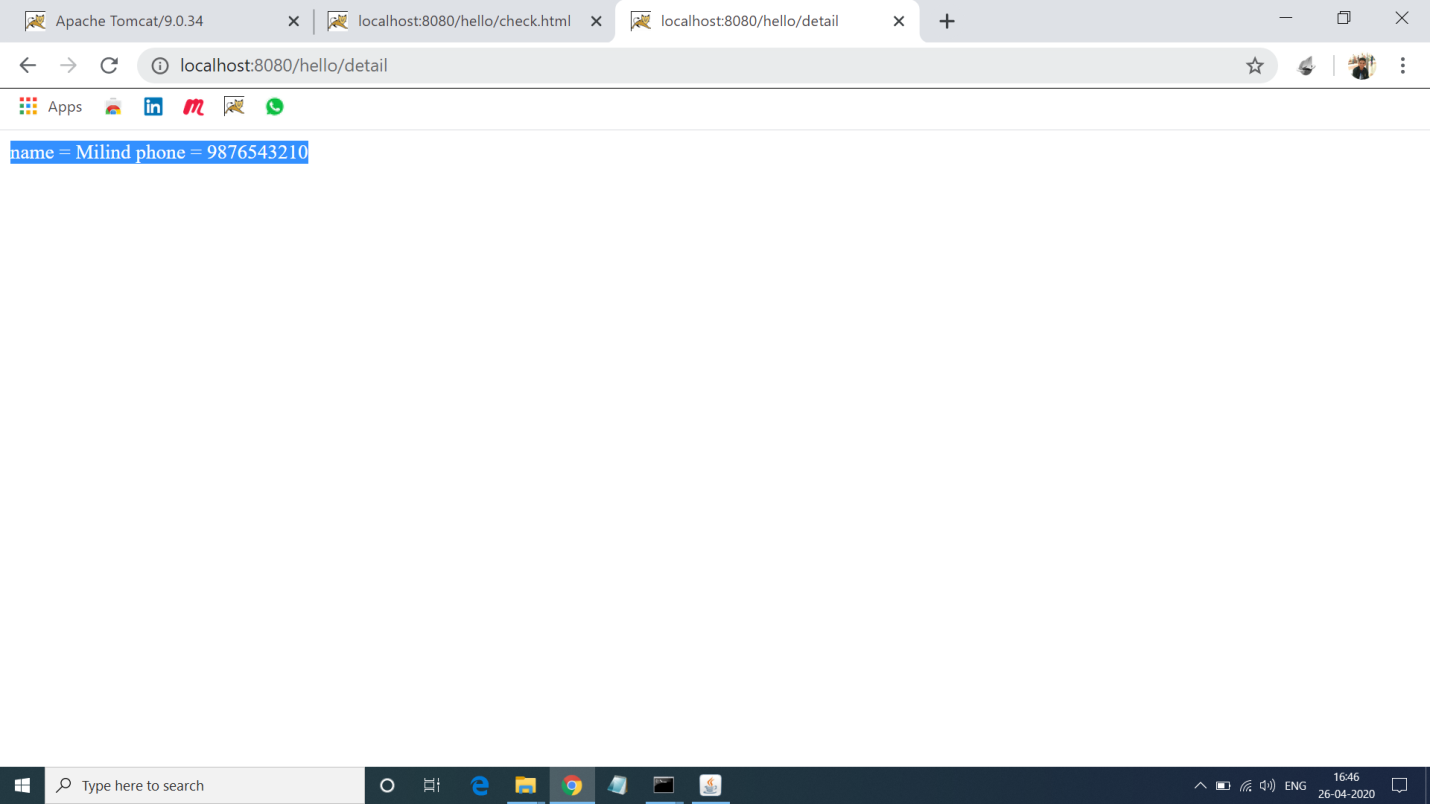 Apache Tomcat/9.0.34
localhost:8080/hello/check.html
localhost:8080/hello/detail
localhost:8080/hello/detail
Apps
name = Milind phone = 9876543210
Type here to search
ENG
16:46
26-04-2020